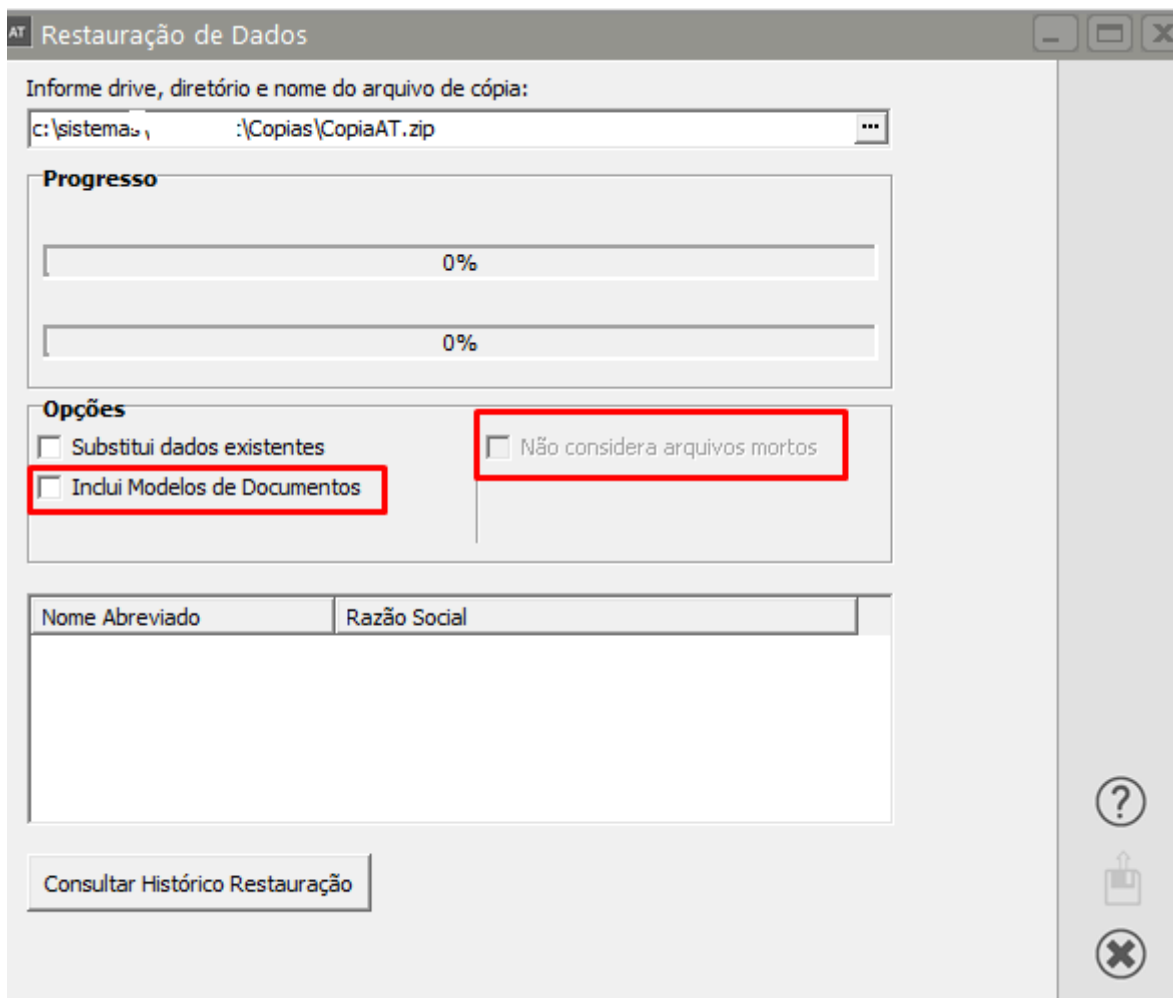 AT Restauração de Dados
Informe drive, diretório e nome do arquivo de cópia:
c:\sistemas\ :\Copias\CopiaAT.zip ...
Progresso
0%
0%
Opções
Substitui dados existentes Não considera arquivos mortos
Inclui Modelos de Documentos
Nome Abreviado Razão Social
Consultar Histórico Restauração
?